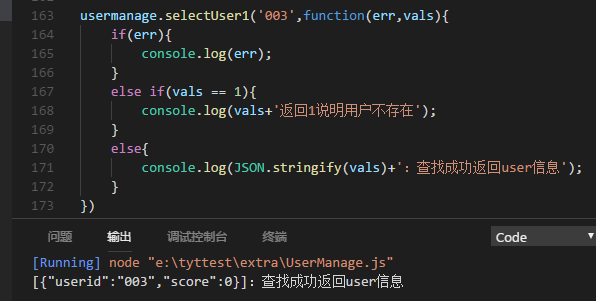 163 usermanage.selectUser1('003',function(err,vals){
164 if(err){
165 console.log(err);
166 }
167 else if(vals == 1){
168 console.log(vals+'返回1说明用户不存在');
169 }
170 else{
171 console.log(JSON.stringify(vals)+': 查找成功返回user信息');
172 }
173 })
问题 输出 调试控制台 终端 Code
[Running] node "e:\tyttest\extra\UserManage.js"
[{"userid":"003","score":0}]: 查找成功返回user信息